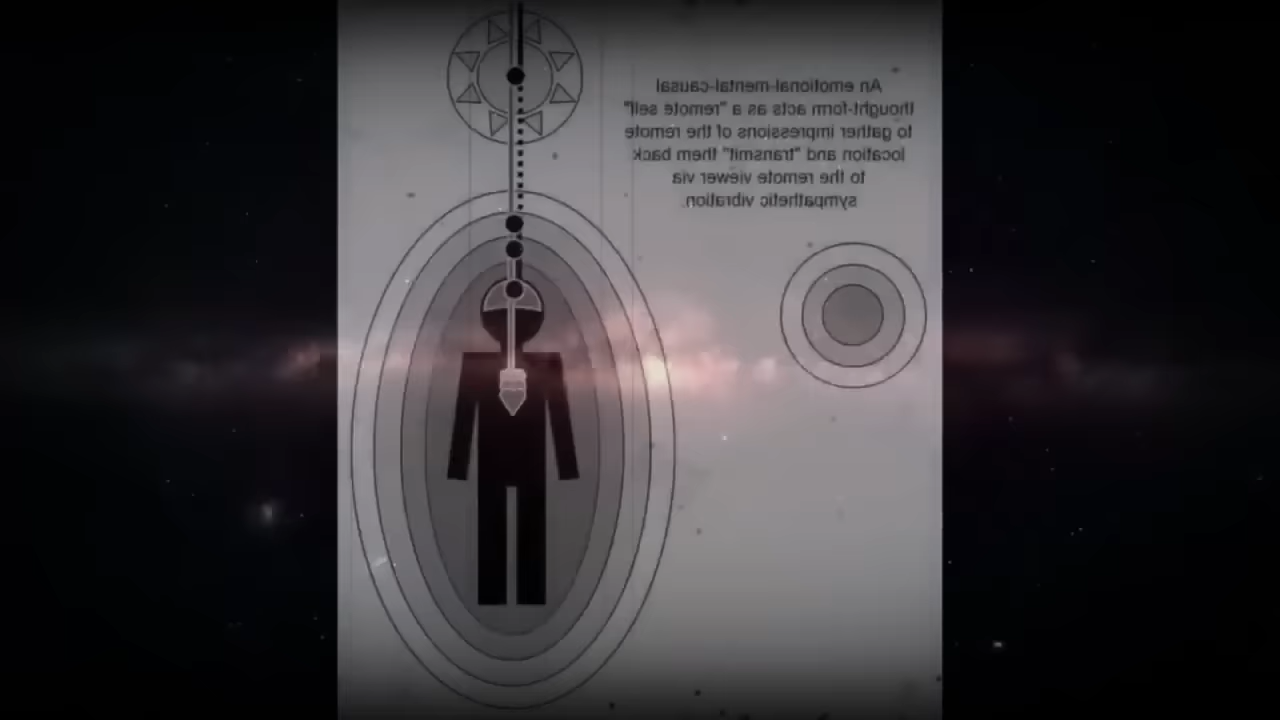 An emotional-mental-causal
thought-form acts as a "remote self"
to gather impressions of the remote
location and "transmit" them back
to the remote viewer via
sympathetic vibration.